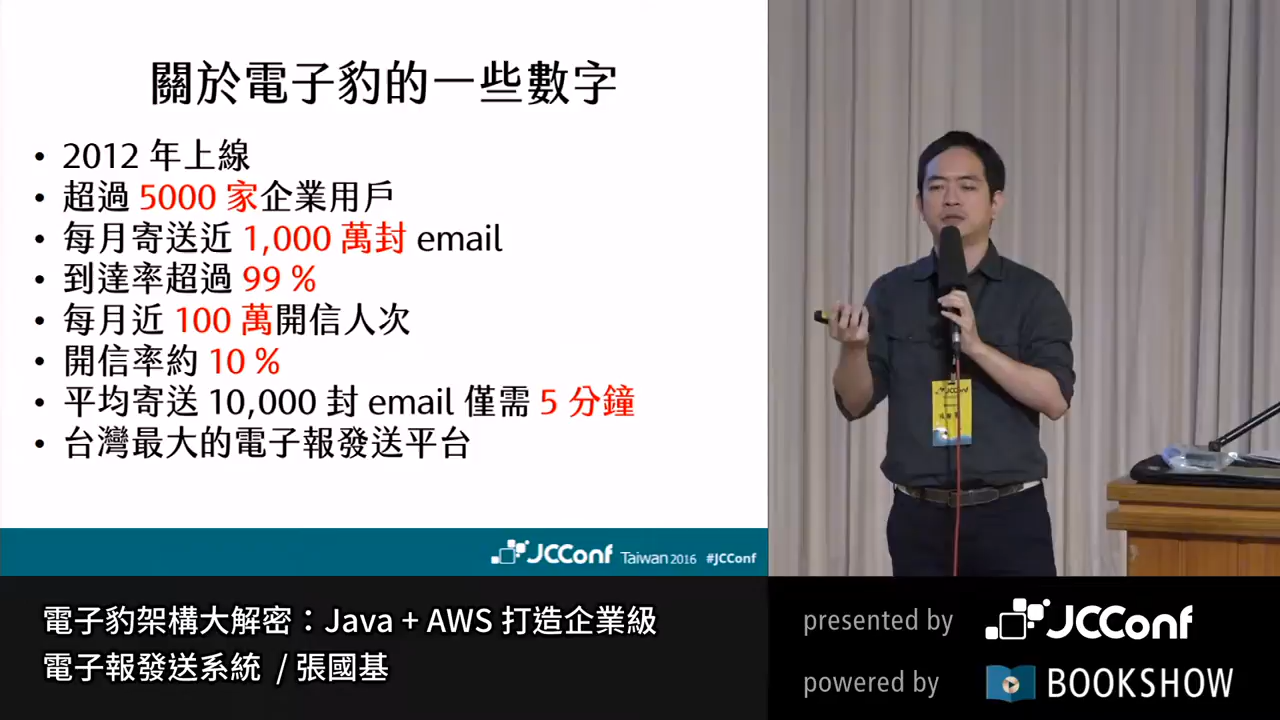 關於電子豹的一些數字
• 2012 年上線
• 超過 5000 家企業用戶
• 每月寄送近 1,000 萬封 email
• 到達率超過 99 %
• 每月近 100 萬開信人次
• 開信率約 10 %
• 平均寄送 10,000 封 email 僅需 5 分鐘
• 台灣最大的電子報發送平台
JCConf Taiwan 2016 #JCConf
JCConf
電子豹架構大解密：Java + AWS 打造企業級
電子報發送系統 / 張國基
presented by JCConf
powered by BOOKSHOW